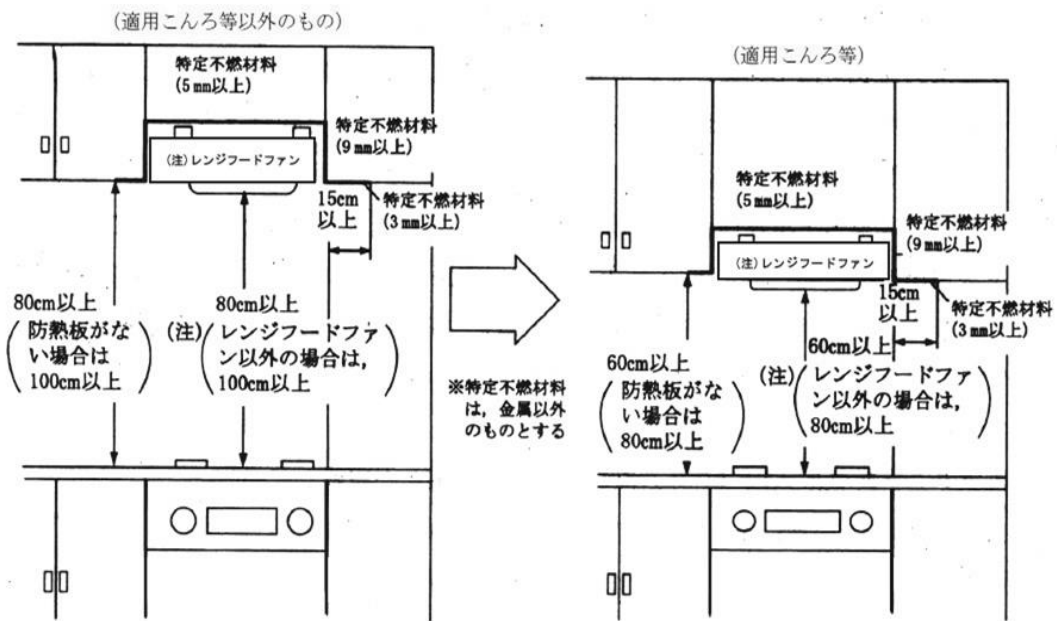 (適用こんろ等以外のもの)
特定不燃材料
(5㎜以上)
特定不燃材料
(9㎜以上)
(注)レンジフードファン
15cm
以上
特定不燃材料
(3㎜以上)
80cm以上
防熱板がな
い場合は
100cm以上
80cm以上
(注)
レンジフードファ
ン以外の場合は,
100cm以上
※特定不燃材料
は,金属以外
のものとする
(適用こんろ等)
特定不燃材料
(5㎜以上)
特定不燃材料
(9㎜以上)
(注)レンジフードファン
15cm
以上
特定不燃材料
(3㎜以上)
60cm以上
防熱板がな
い場合は
80cm以上
60cm以上
(注)
レンジフードファ
ン以外の場合は,
80cm以上